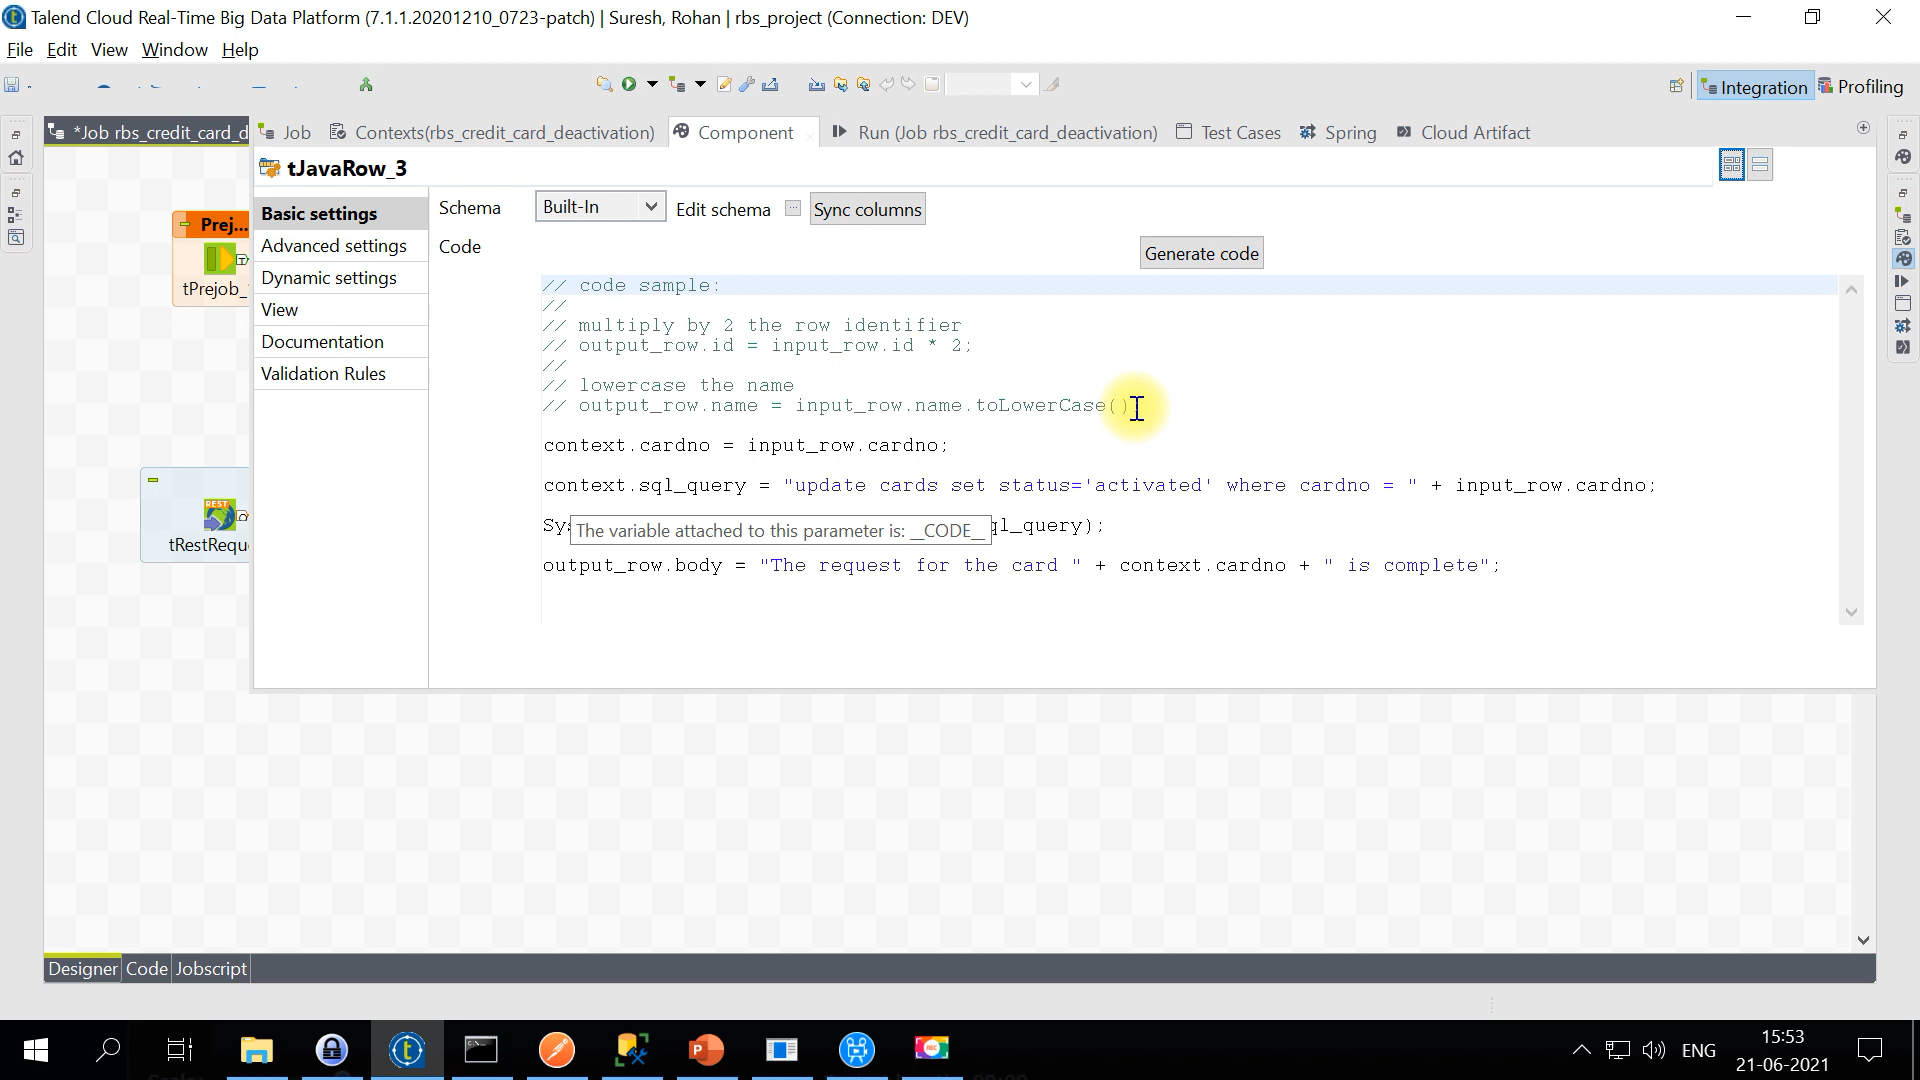 Talend Cloud Real-Time Big Data Platform (7.1.1.20201210_0723-patch) | Suresh, Rohan | rbs_project (Connection: DEV)
File Edit View Window Help
Integration Profiling
*Job rbs_credit_card_d Job Contexts(rbs_credit_card_deactivation) Component Run (Job rbs_credit_card_deactivation) Test Cases Spring Cloud Artifact
tJavaRow_3
Basic settings
Advanced settings
Dynamic settings
View
Documentation
Validation Rules
Schema Built-In Edit schema Sync columns
Code
Generate code
// code sample:
//
// multiply by 2 the row identifier
// output_row.id = input_row.id * 2;
//
// lowercase the name
// output_row.name = input_row.name.toLowerCase()
context.cardno = input_row.cardno;
context.sql_query = "update cards set status='activated' where cardno = " + input_row.cardno;
Sys ql_query);
The variable attached to this parameter is: __CODE__
output_row.body = "The request for the card " + context.cardno + " is complete";
Prej...
tPrejob_
REST
tRestRequ
Designer Code Jobscript
ENG
15:53
21-06-2021